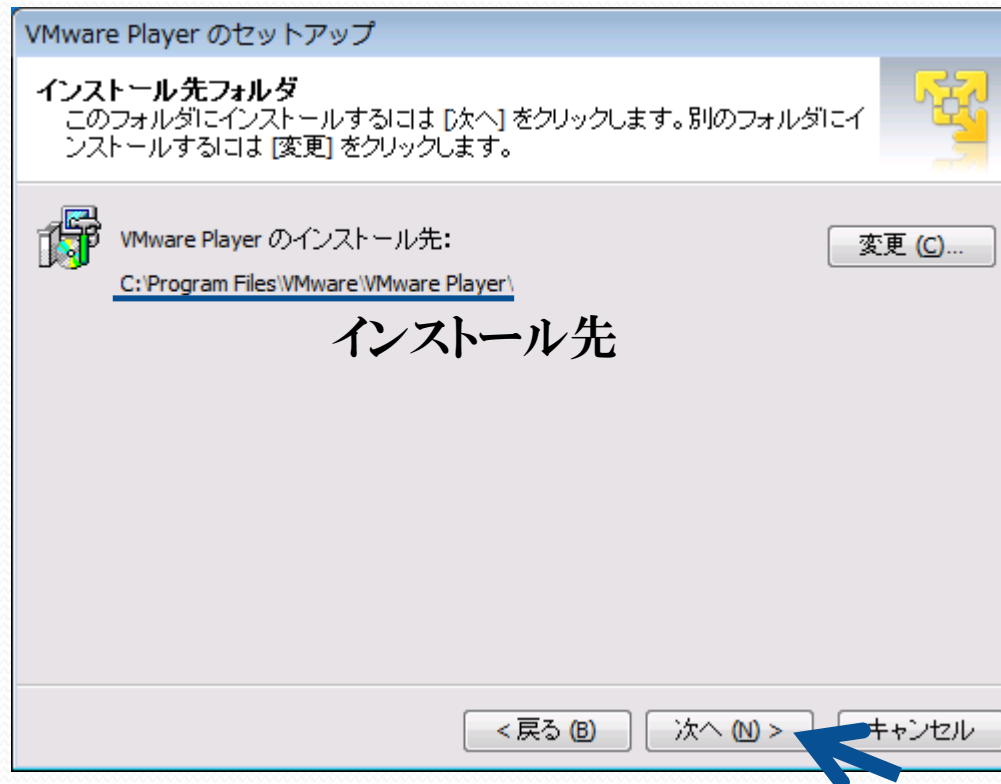 VMware Player のセットアップ
インストール先フォルダ
このフォルダにインストールするには [次へ] をクリックします。別のフォルダにイ
ンストールするには [変更] をクリックします。
VMware Player のインストール先:
変更 (C)...
C:\Program Files\VMware\VMware Player\
インストール先
< 戻る (B)
次へ (N) >
キャンセル